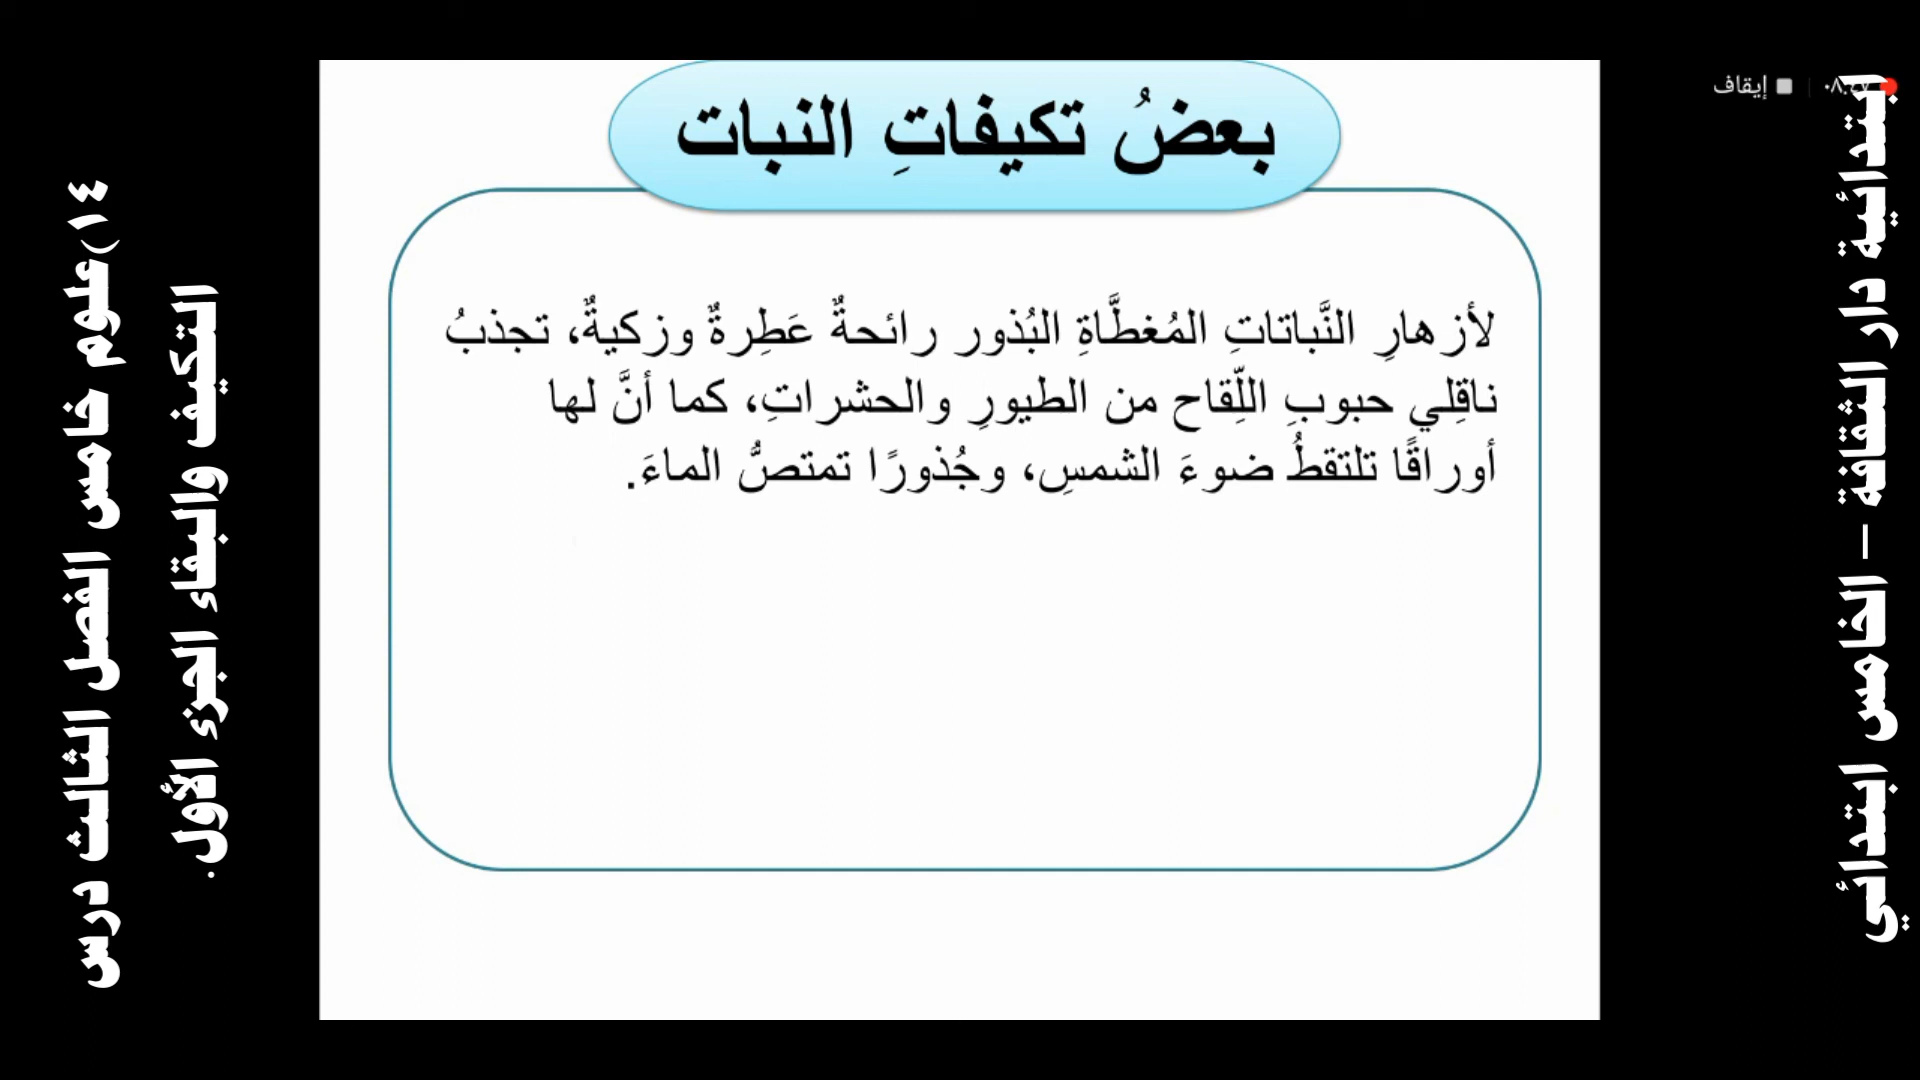 بعضُ تكيفاتِ النبات
لأزهارِ النَّباتاتِ المُغطَّاةِ البُذور رائحةٌ عَطِرةٌ وزكيةٌ، تجذبُ
ناقِلي حبوبِ اللِّقاح من الطيورِ والحشراتِ، كما أنَّ لها
أوراقًا تلتقطُ ضوءَ الشمسِ، وجُذورًا تمتصُّ الماءَ.
إيقاف
ابتدائية دار الثقافة – الخامس ابتدائي
١٤)علوم خامس الفصل الثالث درس
التكيف والبقاء الجزء الأول.